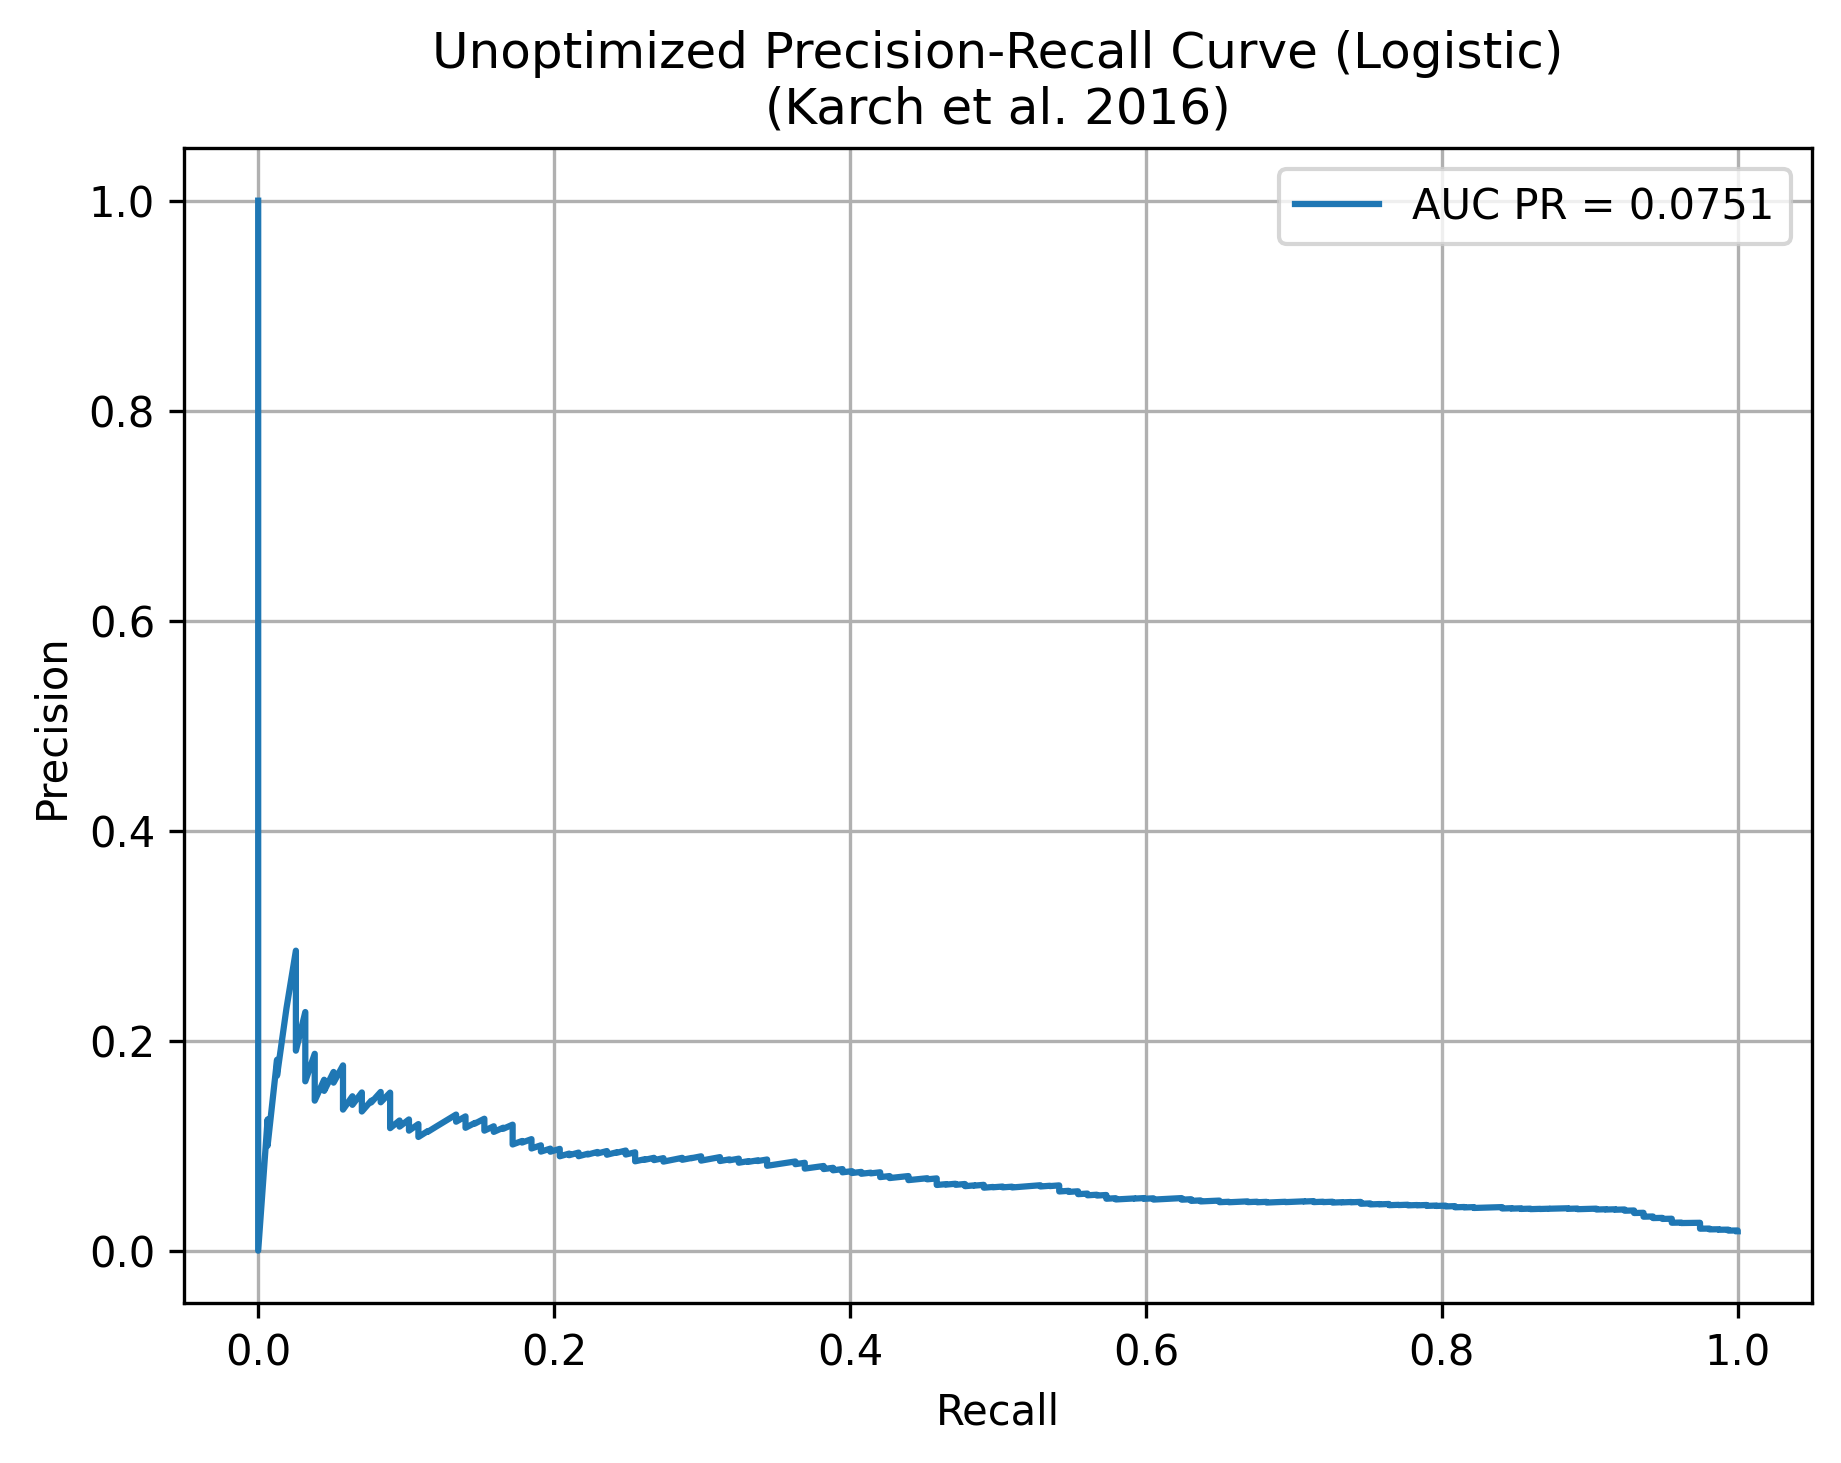 Unoptimized Precision-Recall Curve (Logistic)
(Karch et al. 2016)
AUC PR = 0.0751
1.0
0.8
0.6
0.4
0.2
0.0
Precision
0.0 0.2 0.4 0.6 0.8 1.0
Recall